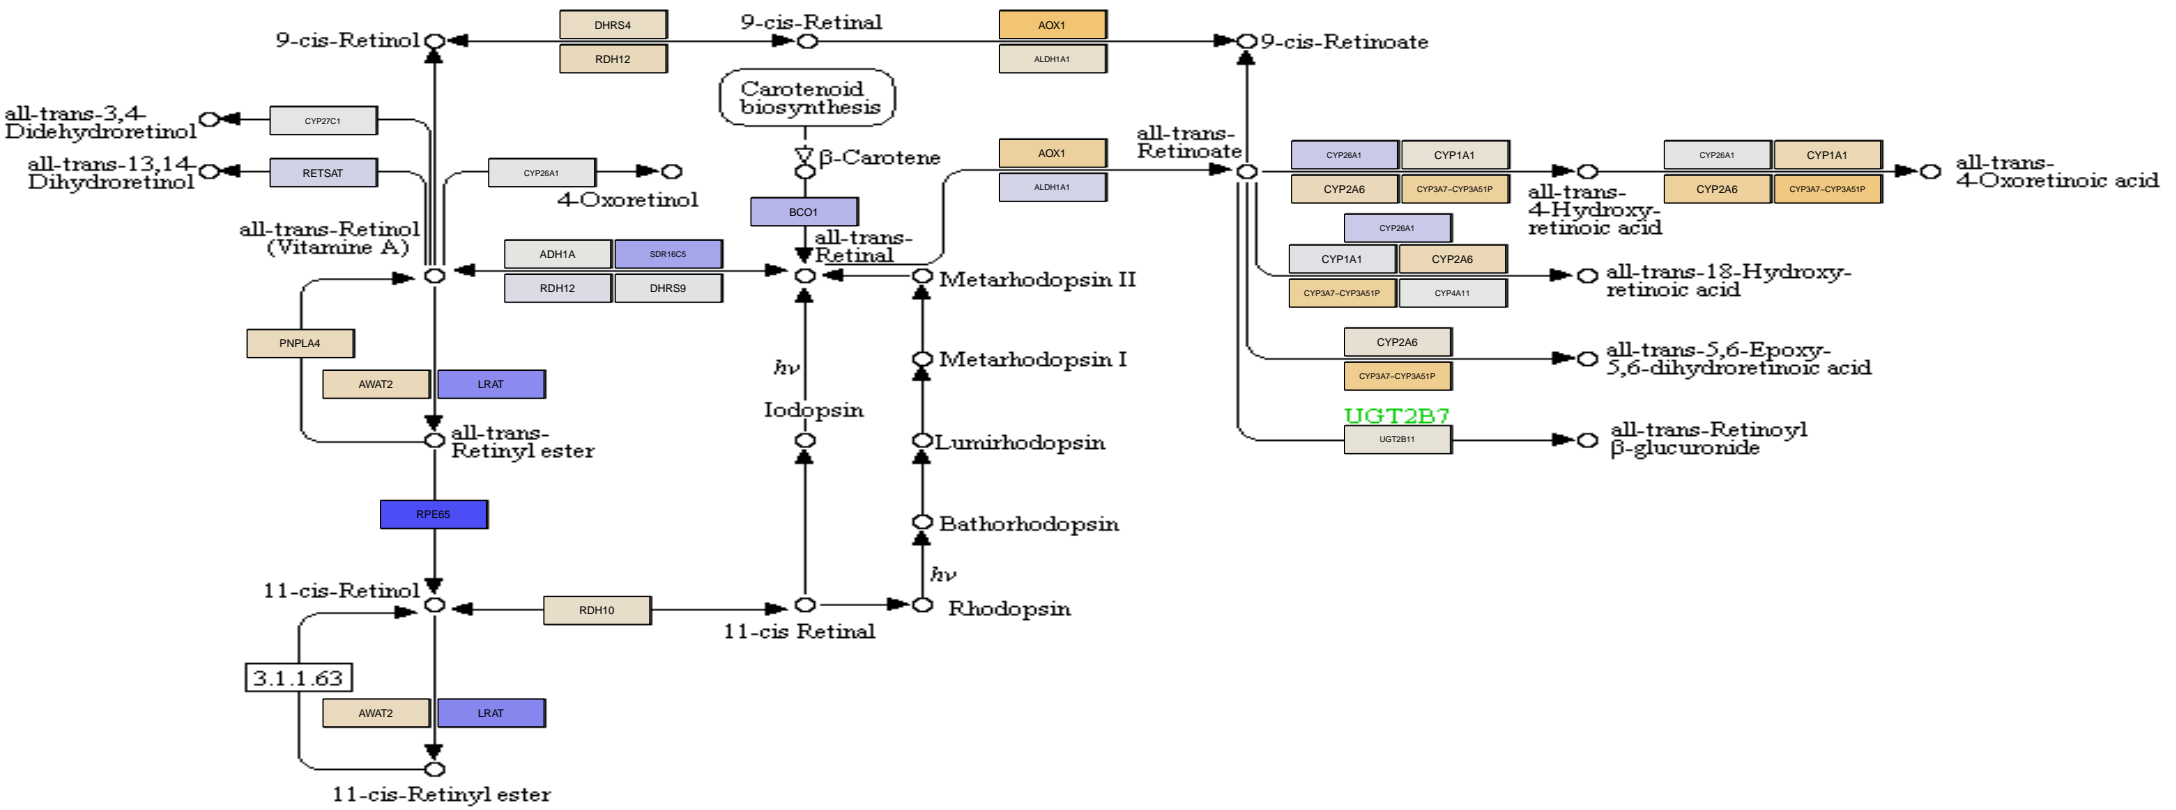 DHRS4
9-cis-Retinal
AOX1
9-cis-Retinol
9-cis-Retinoate
RDH12
ALDH1A1
Carotenoid
biosynthesis
all-trans-3,4-
Didehydroretinol
CYP27C1
all-trans-13,14-
Dihydroretinol
RETSAT
CYP26A1
4-Oxoretinol
β-Carotene
BCO1
AOX1
ALDH1A1
all-trans-
Retinoate
CYP26A1
CYP1A1
CYP2A6
CYP3A7-CYP3A51P
all-trans-
4-Hydroxy-
retinoic acid
CYP26A1
CYP1A1
CYP2A6
CYP3A7-CYP3A51P
all-trans-
4-Oxoretinoic acid
all-trans-Retinol
(Vitamine A)
ADH1A
SDR16C5
RDH12
DHRS9
all-trans-
Retinal
Metarhodopsin II
CYP26A1
CYP1A1
CYP2A6
CYP3A7-CYP3A51P
CYP4A11
all-trans-18-Hydroxy-
retinoic acid
PNPLA4
AWAT2
LRAT
hν
Metarhodopsin I
CYP2A6
CYP3A7-CYP3A51P
all-trans-5,6-Epoxy-
5,6-dihydroretinoic acid
Iodopsin
UGT2B7
UGT2B11
all-trans-Retinoyl
β-glucuronide
all-trans-
Retinyl ester
Lumirhodopsin
RPE65
Bathorhodopsin
hν
11-cis-Retinol
RDH10
11-cis Retinal
Rhodopsin
3.1.1.63
AWAT2
LRAT
11-cis-Retinyl ester